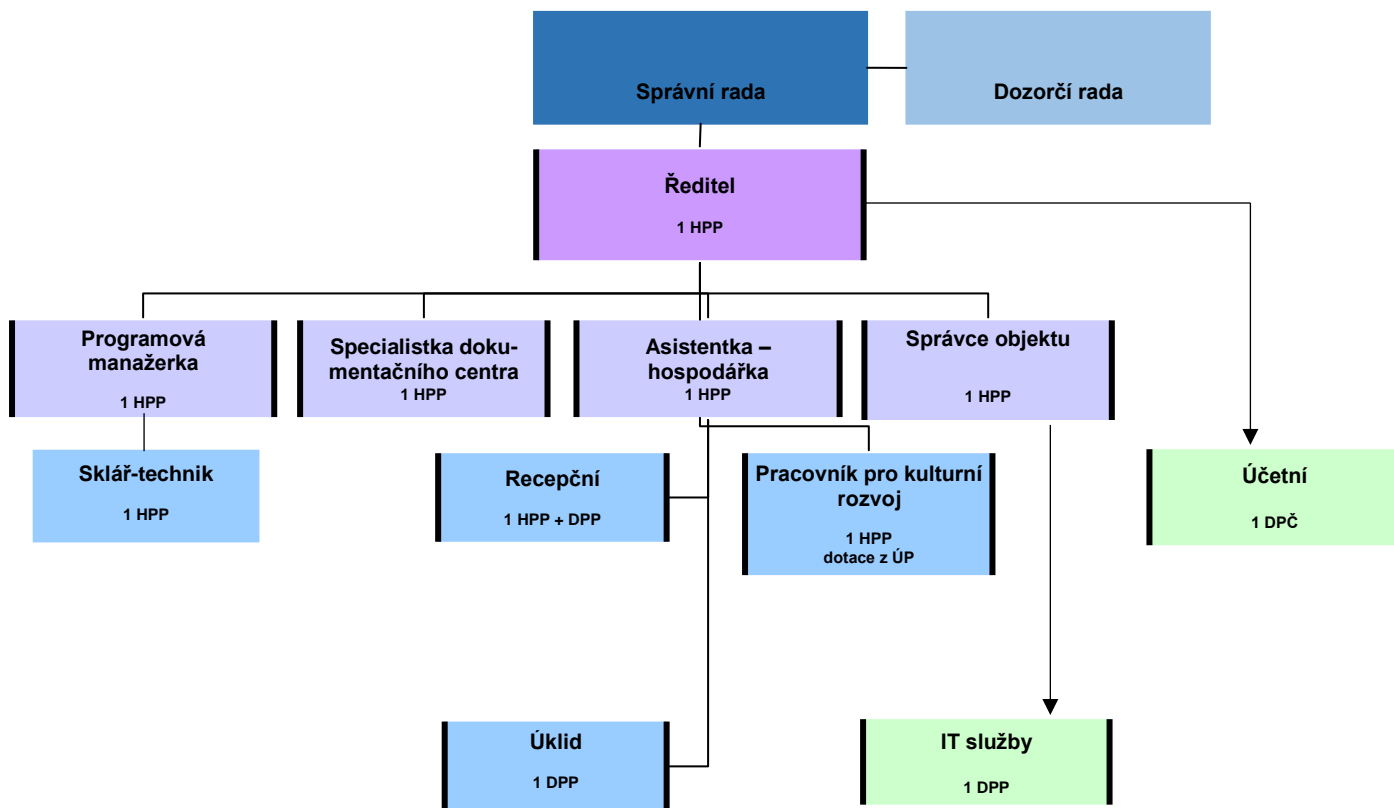 Správní rada
Dozorčí rada
Ředitel
1 HPP
Programová
manažerka
1 HPP
Specialistka doku-
mentačního centra
1 HPP
Asistentka –
hospodářka
1 HPP
Správce objektu
1 HPP
Sklář-technik
1 HPP
Recepční
1 HPP + DPP
Pracovník pro kulturní
rozvoj
1 HPP
dotace z ÚP
Účetní
1 DPČ
Úklid
1 DPP
IT služby
1 DPP